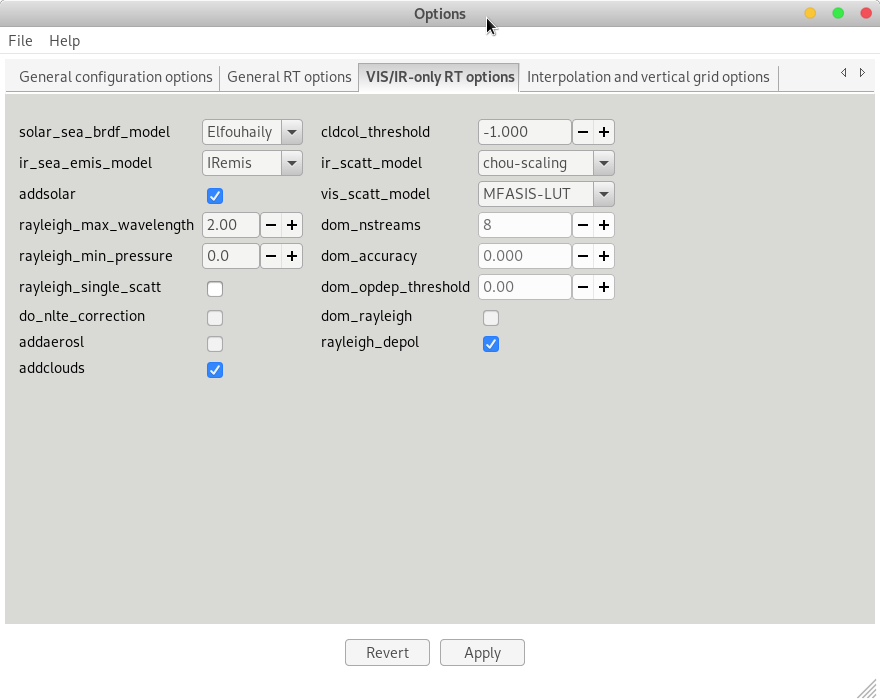 Options
File Help
General configuration options General RT options VIS/IR-only RT options Interpolation and vertical grid options
solar_sea_brdf_model Elfouhaily cldcol_threshold -1.000
ir_sea_emis_model IRemis ir_scatt_model chou-scaling
addsolar vis_scatt_model MFASIS-LUT
rayleigh_max_wavelength 2.00 dom_nstreams 8
rayleigh_min_pressure 0.0 dom_accuracy 0.000
rayleigh_single_scatt dom_opdep_threshold 0.00
do_nlte_correction dom_rayleigh
addaerosl rayleigh_depol
addclouds
Revert Apply